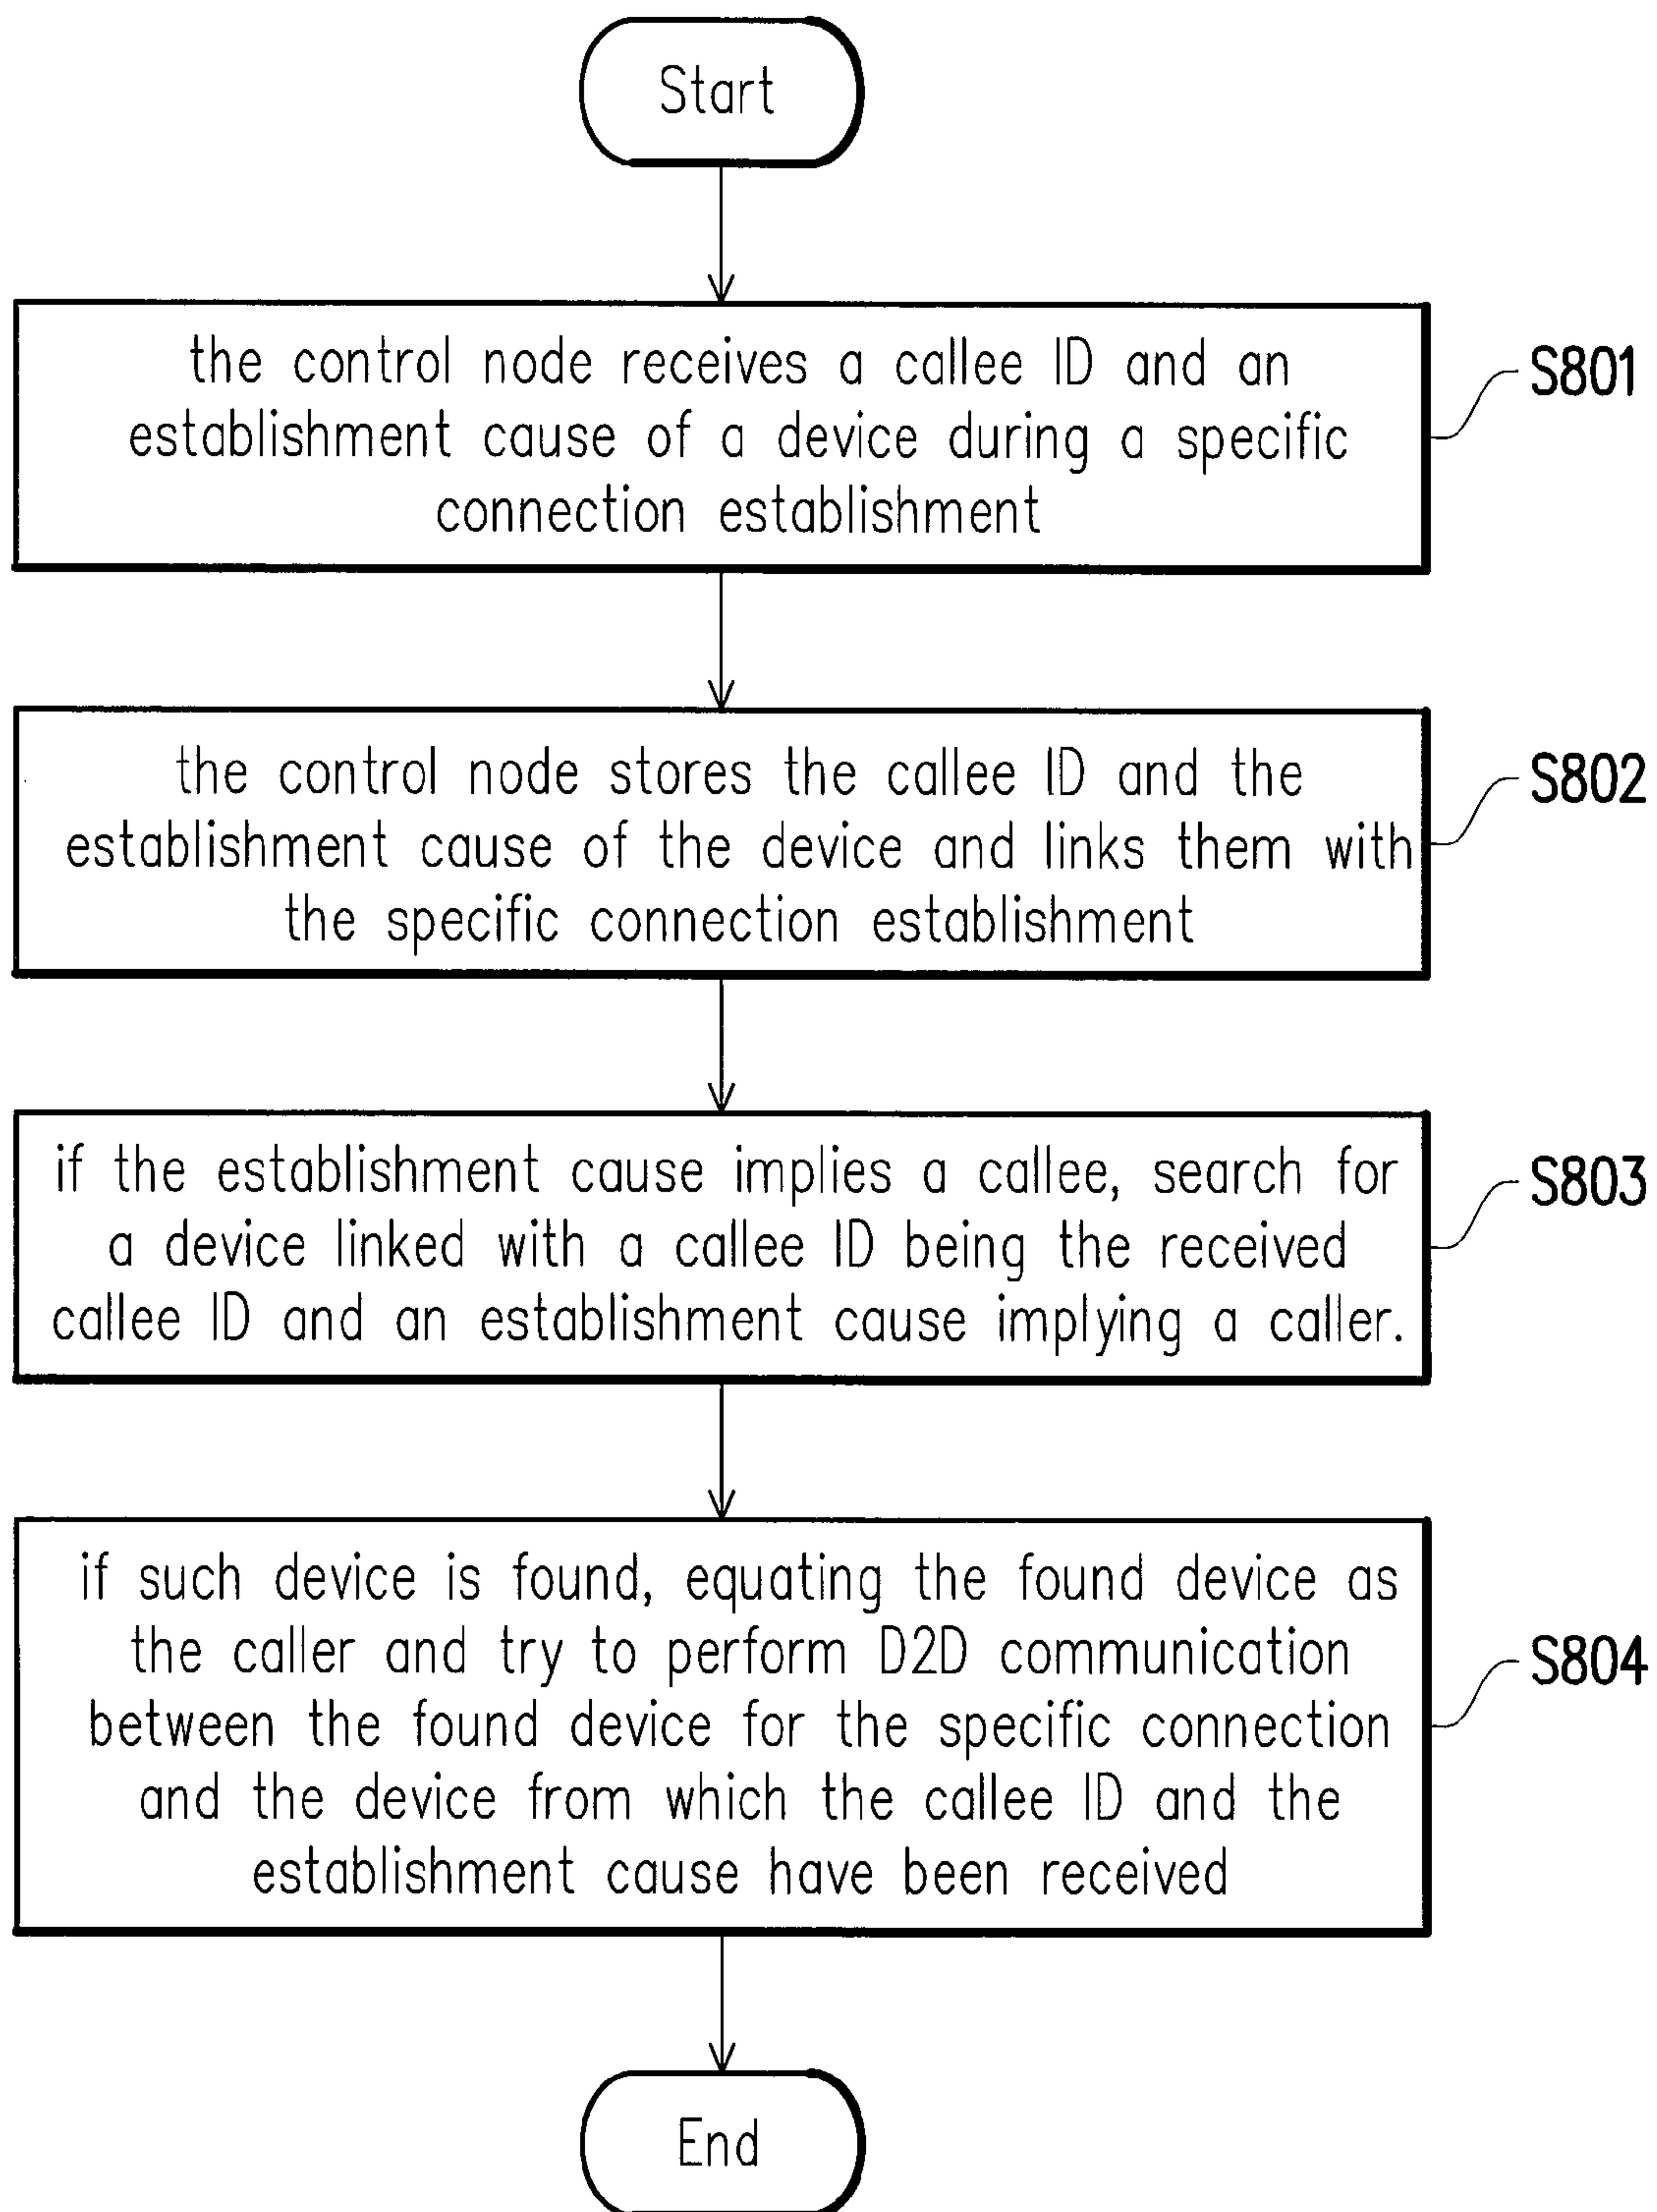 Start
the control node receives a callee ID and an
establishment cause of a device during a specific
connection establishment
S801
the control node stores the callee ID and the
establishment cause of the device and links them with
the specific connection establishment
S802
if the establishment cause implies a callee, search for
a device linked with a callee ID being the received
callee ID and an establishment cause implying a caller.
S803
if such device is found, equating the found device as
the caller and try to perform D2D communication
between the found device for the specific connection
and the device from which the callee ID and the
establishment cause have been received
S804
End